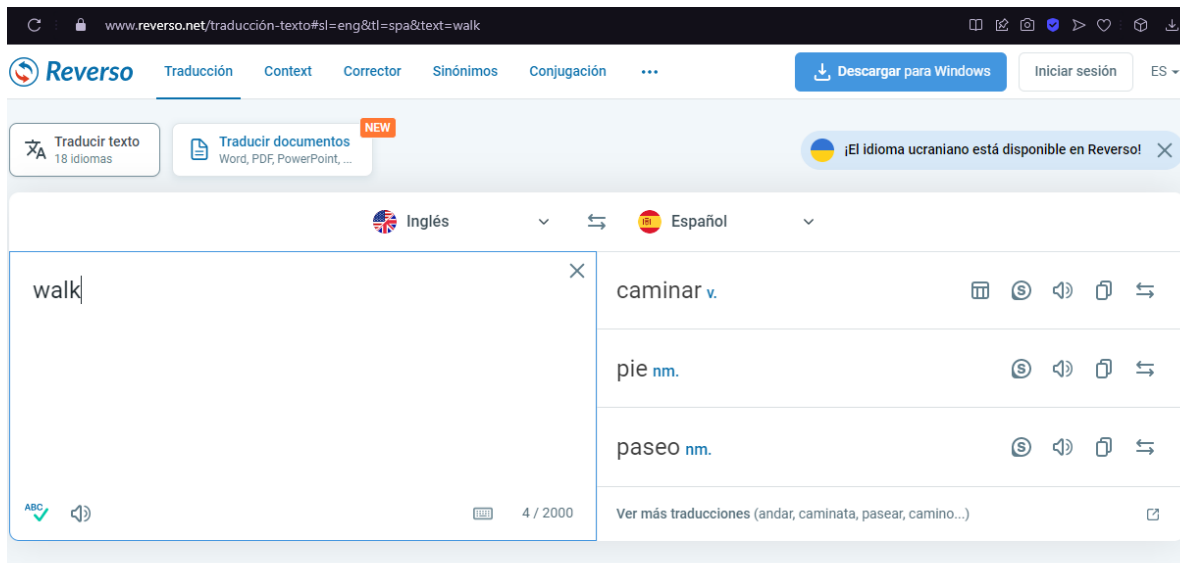 www.reverso.net/traducción-texto#sl=eng&tl=spa&text=walk
Reverso Traducción Context Corrector Sinónimos Conjugación ••• Descargar para Windows Iniciar sesión ES
Traducir texto
18 idiomas
Traducir documentos
Word, PDF, PowerPoint, ...
NEW
¡El idioma ucraniano está disponible en Reverso!
Inglés Español
walk
caminar v.
pie nm.
paseo nm.
ABC
4 / 2000
Ver más traducciones (andar, caminata, pasear, camino...)